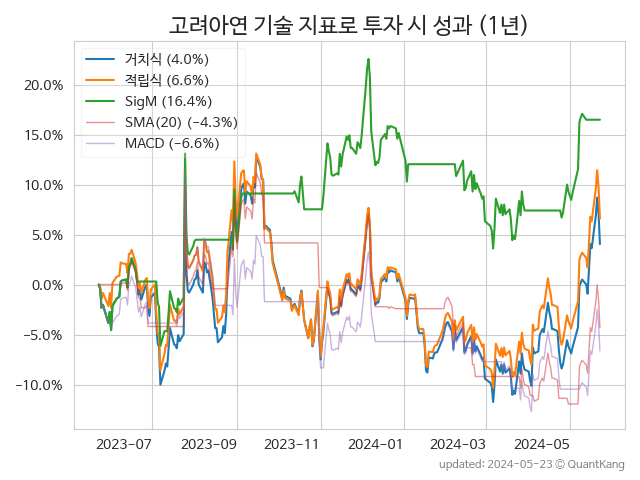 고려아연 기술 지표로 투자 시 성과 (1년)
거치식 (4.0%)
적립식 (6.6%)
SigM (16.4%)
SMA(20) (−4.3%)
MACD (−6.6%)
20.0%
15.0%
10.0%
5.0%
0.0%
−5.0%
−10.0%
2023-07 2023-09 2023-11 2024-01 2024-03 2024-05
updated: 2024-05-23 ⓒ QuantKang